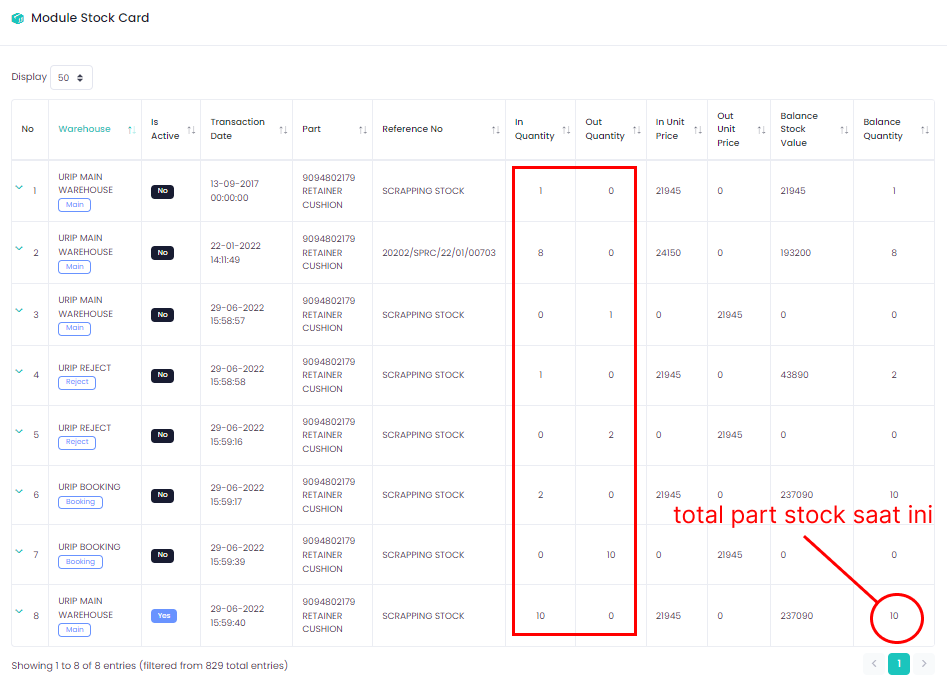 Module Stock Card
Display 50
No Warehouse Is Active Transaction Date Part Reference No In Quantity Out Quantity In Unit Price Out Unit Price Balance Stock Value Balance Quantity
1 URIP MAIN WAREHOUSE Main No 13-09-2017 00:00:00 9094802179 RETAINER CUSHION SCRAPPING STOCK 1 0 21945 0 21945 1
2 URIP MAIN WAREHOUSE Main No 22-01-2022 14:11:49 9094802179 RETAINER CUSHION 20202/SPRC/22/01/00703 8 0 24150 0 193200 8
3 URIP MAIN WAREHOUSE Main No 29-06-2022 15:58:57 9094802179 RETAINER CUSHION SCRAPPING STOCK 0 1 0 21945 0 0
4 URIP REJECT Reject No 29-06-2022 15:58:58 9094802179 RETAINER CUSHION SCRAPPING STOCK 1 0 21945 0 43890 2
5 URIP REJECT Reject No 29-06-2022 15:59:16 9094802179 RETAINER CUSHION SCRAPPING STOCK 0 2 0 21945 0 0
6 URIP BOOKING Booking No 29-06-2022 15:59:17 9094802179 RETAINER CUSHION SCRAPPING STOCK 2 0 21945 0 237090 10
total part stock saat ini
7 URIP BOOKING Booking No 29-06-2022 15:59:39 9094802179 RETAINER CUSHION SCRAPPING STOCK 0 10 0 21945 0 0
8 URIP MAIN WAREHOUSE Main Yes 29-06-2022 15:59:40 9094802179 RETAINER CUSHION SCRAPPING STOCK 10 0 21945 0 237090 10
Showing 1 to 8 of 8 entries (filtered from 829 total entries)
1